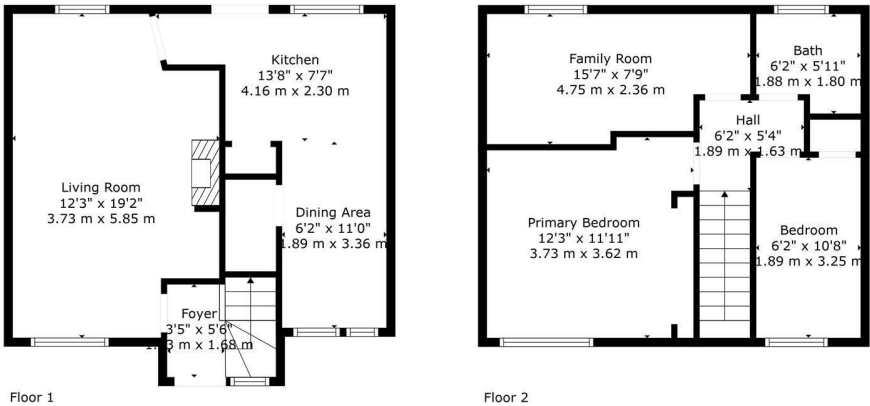 Kitchen
13'8" x 7'7"
4.16 m x 2.30 m
Living Room
12'3" x 19'2"
3.73 m x 5.85 m
Dining Area
6'2" x 11'0"
1.89 m x 3.36 m
Foyer
3'5" x 5'6"
x 1.68 m
Floor 1
Family Room
15'7" x 7'9"
4.75 m x 2.36 m
Bath
6'2" x 5'11"
1.88 m x 1.80 m
Hall
6'2" x 5'4"
1.89 m x 1.63 m
Primary Bedroom
12'3" x 11'11"
3.73 m x 3.62 m
Bedroom
6'2" x 10'8"
1.89 m x 3.25 m
Floor 2